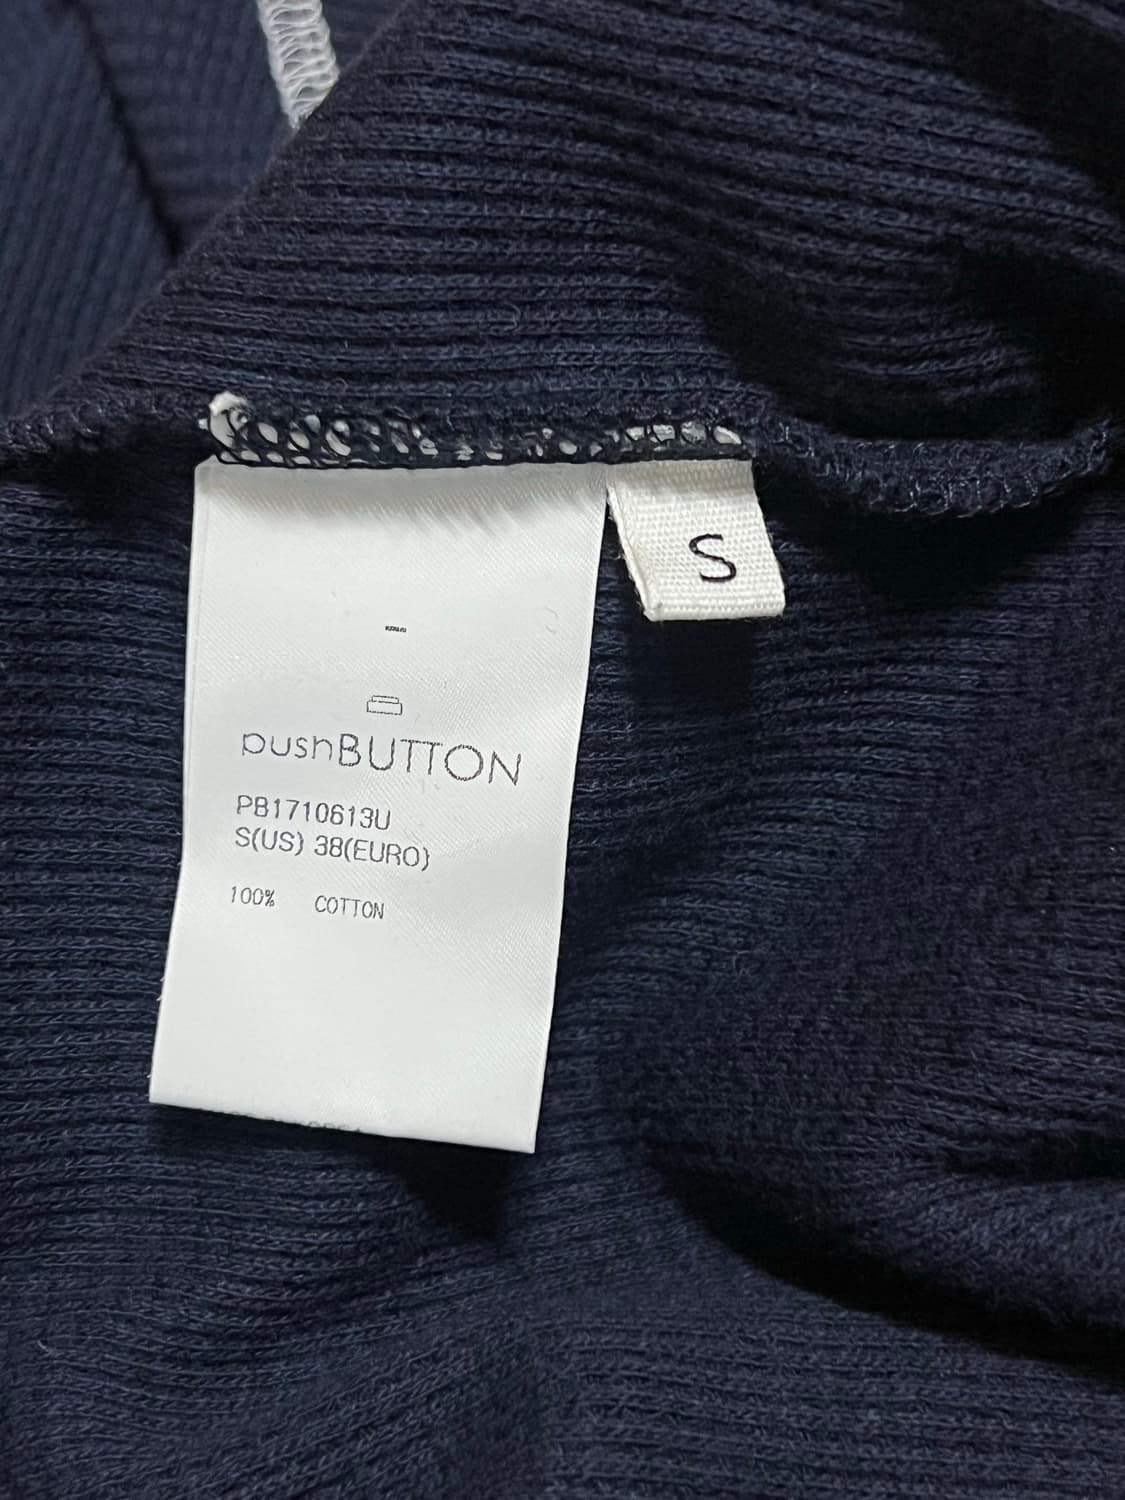 S
pushBUTTON
PB1710613U
S(US) 38(EURO)
100% COTTON